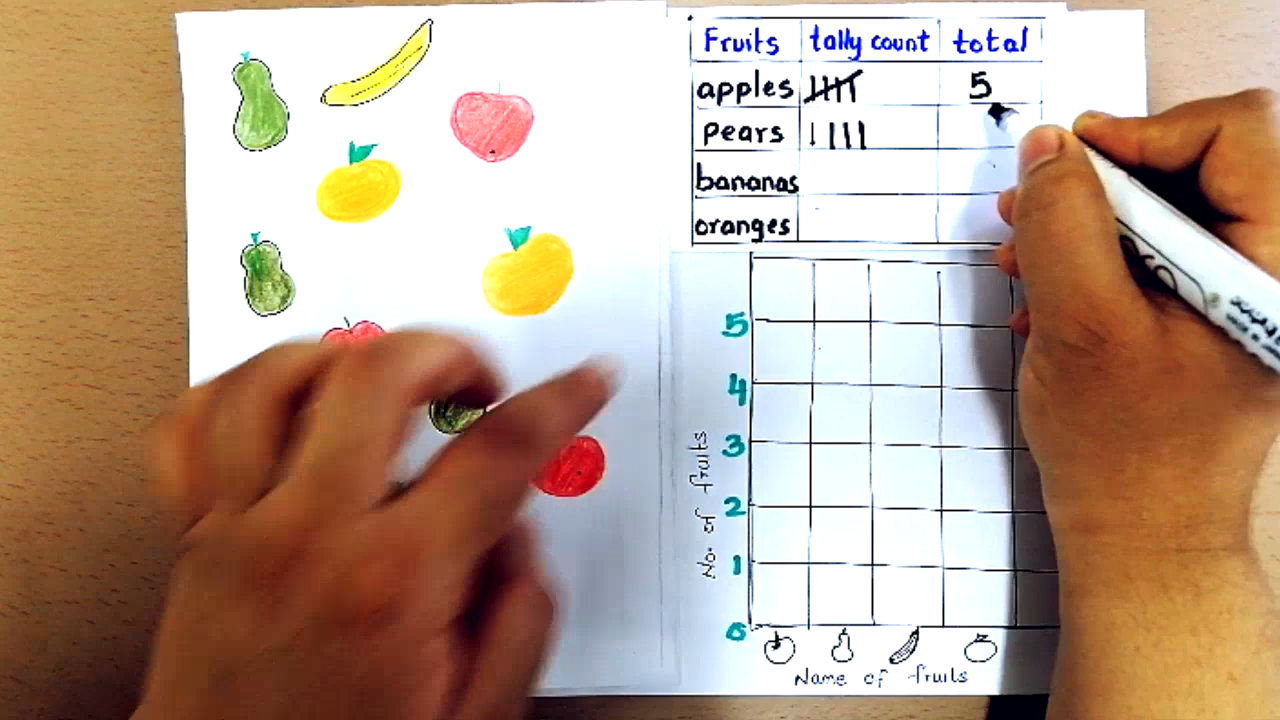 Fruits tally count total
apples 5
pears
bananas
oranges
5
4
3
2
1
0
No. of fruits
Name of fruits